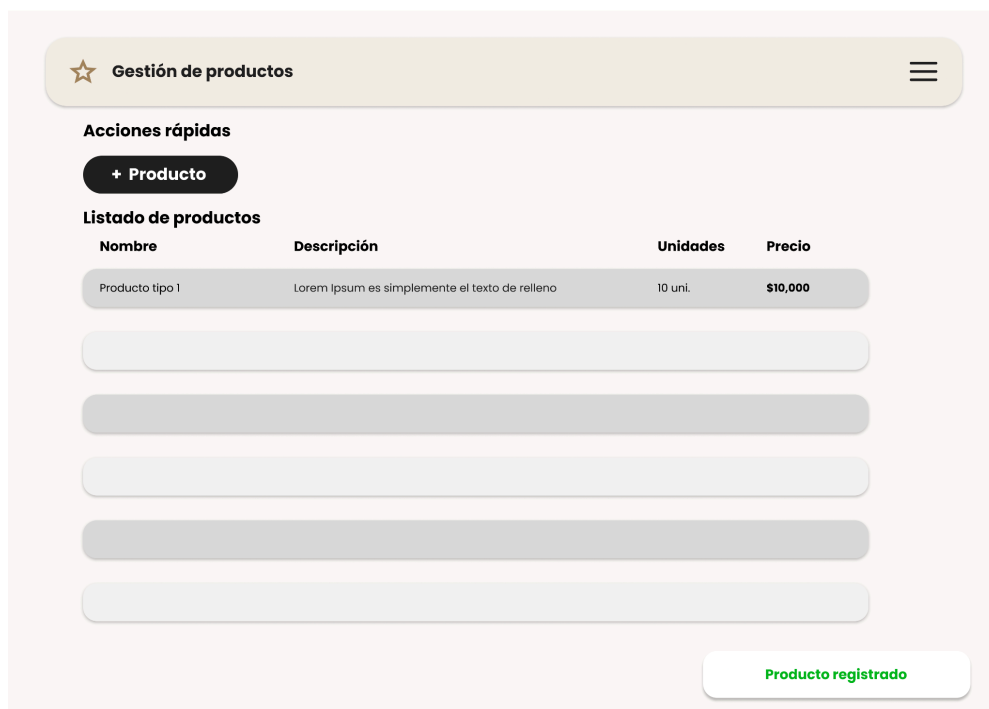 Gestión de productos
Acciones rápidas
+ Producto
Listado de productos
Nombre Descripción Unidades Precio
Producto tipo 1 Lorem Ipsum es simplemente el texto de relleno 10 uni. $10,000
Producto registrado